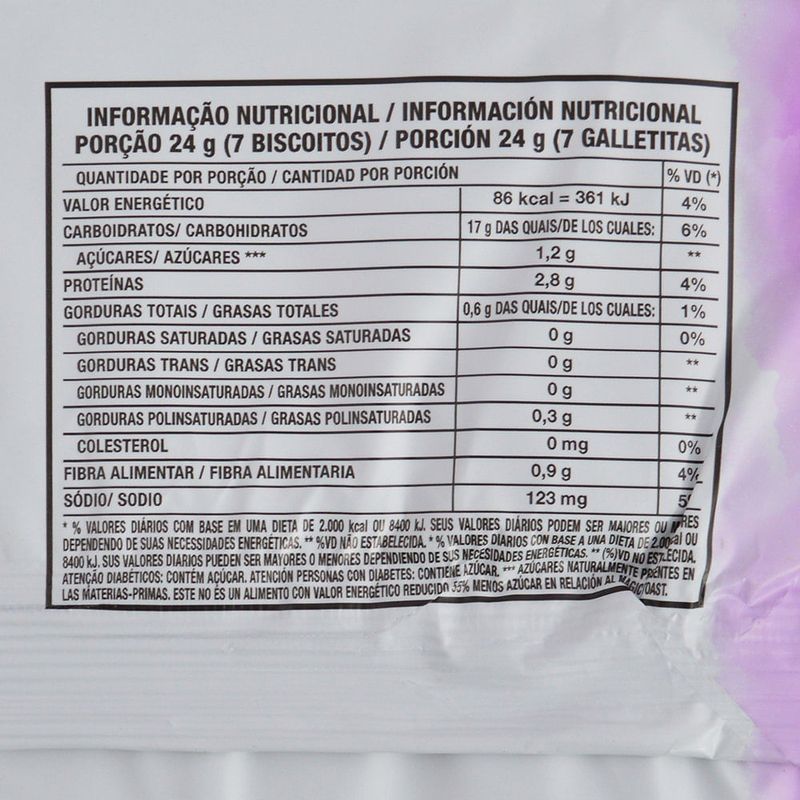 INFORMAÇÃO NUTRICIONAL / INFORMACIÓN NUTRICIONAL
PORÇÃO 24 g (7 BISCOITOS) / PORCIÓN 24 g (7 GALLETITAS)
QUANTIDADE POR PORÇÃO / CANTIDAD POR PORCIÓN % VD (*)
VALOR ENERGÉTICO 86 kcal = 361 kJ 4%
CARBOIDRATOS/ CARBOHIDRATOS 17 g DAS QUAIS/DE LOS CUALES: 6%
AÇÚCARES/ AZÚCARES *** 1,2 g **
PROTEÍNAS 2,8 g 4%
GORDURAS TOTAIS / GRASAS TOTALES 0,6 g DAS QUAIS/DE LOS CUALES: 1%
GORDURAS SATURADAS / GRASAS SATURADAS 0 g 0%
GORDURAS TRANS / GRASAS TRANS 0 g **
GORDURAS MONOINSATURADAS / GRASAS MONOINSATURADAS 0 g **
GORDURAS POLINSATURADAS / GRASAS POLINSATURADAS 0,3 g **
COLESTEROL 0 mg 0%
FIBRA ALIMENTAR / FIBRA ALIMENTARIA 0,9 g 4%
SÓDIO/ SODIO 123 mg
* % VALORES DIÁRIOS COM BASE EM UMA DIETA DE 2.000 kcal OU 8400 kJ. SEUS VALORES DIÁRIOS PODEM SER MAIORES OU
DEPENDENDO DE SUAS NECESSIDADES ENERGÉTICAS. ** %VD NÃO ESTABELECIDA. * % VALORES DIARIOS CON BASE A UNA DIETA DE OU
8400 kJ. SUS VALORES DIARIOS PUEDEN SER MAYORES O MENORES DEPENDIENDO DE SUS NECESIDADES ENERGÉTICAS. ** (%)VD NO
ATENÇÃO DIABÉTICOS: CONTÉM AÇÚCAR. ATENCIÓN PERSONAS CON DIABETES: CONTIENE AZÚCAR. *** AZÚCARES NATURALMENTE EN
LAS MATERIAS-PRIMAS. ESTE NO ÉS UN ALIMENTO CON VALOR ENERGÉTICO REDUCIDO MENOS AZÚCAR EN RELACIÓN AL